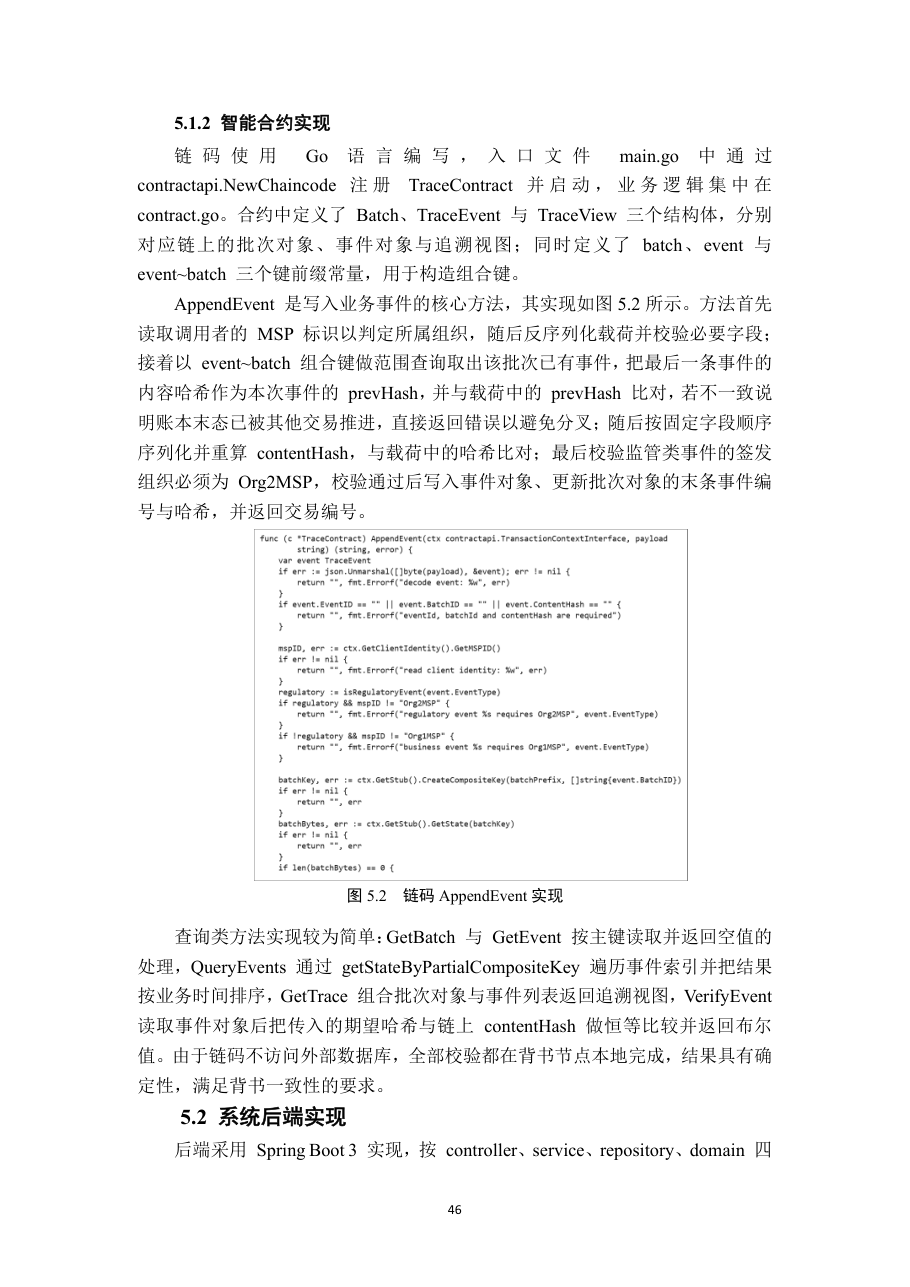 5.1.2 智能合约实现
链码使用 Go 语言编写，入口文件 main.go 中通过
contractapi.NewChaincode 注册 TraceContract 并启动，业务逻辑集中在
contract.go。合约中定义了 Batch、TraceEvent 与 TraceView 三个结构体，分别
对应链上的批次对象、事件对象与追溯视图；同时定义了 batch、event 与
event~batch 三个键前缀常量，用于构造组合键。
AppendEvent 是写入业务事件的核心方法，其实现如图 5.2 所示。方法首先
读取调用者的 MSP 标识以判定所属组织，随后反序列化载荷并校验必要字段；
接着以 event~batch 组合键做范围查询取出该批次已有事件，把最后一条事件的
内容哈希作为本次事件的 prevHash，并与载荷中的 prevHash 比对，若不一致说
明账本末态已被其他交易推进，直接返回错误以避免分叉；随后按固定字段顺序
序列化并重算 contentHash，与载荷中的哈希比对；最后校验监管类事件的签发
组织必须为 Org2MSP，校验通过后写入事件对象、更新批次对象的末条事件编
号与哈希，并返回交易编号。
func (c *TraceContract) AppendEvent(ctx contractapi.TransactionContextInterface, payload
string) (string, error) {
var event TraceEvent
if err := json.Unmarshal([]byte(payload), &event); err != nil {
return "", fmt.Errorf("decode event: %w", err)
}
if event.EventID == "" || event.BatchID == "" || event.ContentHash == "" {
return "", fmt.Errorf("eventId, batchId and contentHash are required")
}
mspID, err := ctx.GetClientIdentity().GetMSPID()
if err != nil {
return "", fmt.Errorf("read client identity: %w", err)
}
regulatory := isRegulatoryEvent(event.EventType)
if regulatory && mspID != "Org2MSP" {
return "", fmt.Errorf("regulatory event %s requires Org2MSP", event.EventType)
}
if !regulatory && mspID != "Org1MSP" {
return "", fmt.Errorf("business event %s requires Org1MSP", event.EventType)
}
batchKey, err := ctx.GetStub().CreateCompositeKey(batchPrefix, []string{event.BatchID})
if err != nil {
return "", err
}
batchBytes, err := ctx.GetStub().GetState(batchKey)
if err != nil {
return "", err
}
if len(batchBytes) == 0 {
图 5.2 链码 AppendEvent 实现
查询类方法实现较为简单：GetBatch 与 GetEvent 按主键读取并返回空值的
处理，QueryEvents 通过 getStateByPartialCompositeKey 遍历事件索引并把结果
按业务时间排序，GetTrace 组合批次对象与事件列表返回追溯视图，VerifyEvent
读取事件对象后把传入的期望哈希与链上 contentHash 做恒等比较并返回布尔
值。由于链码不访问外部数据库，全部校验都在背书节点本地完成，结果具有确
定性，满足背书一致性的要求。
5.2 系统后端实现
后端采用 Spring Boot 3 实现，按 controller、service、repository、domain 四
46